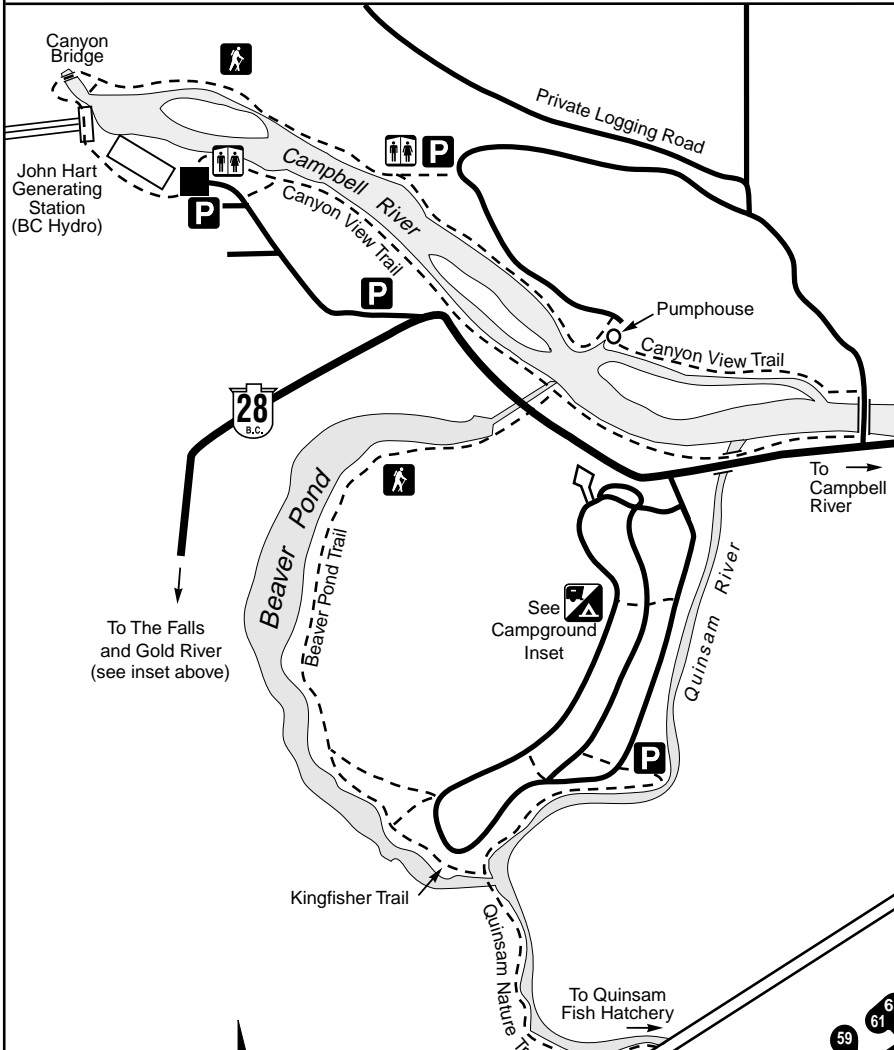 Canyon
Bridge
Private Logging Road
P
John Hart
Generating
Station
(BC Hydro)
Campbell River
Canyon View Trail
P
P
Pumphouse
Canyon View Trail
28
B.C.
To
Campbell
River
Beaver Pond
Beaver Pond Trail
To The Falls
and Gold River
(see inset above)
See
Campground
Inset
Quinsam River
P
Kingfisher Trail
Quinsam Nature
To Quinsam
Fish Hatchery
59
61